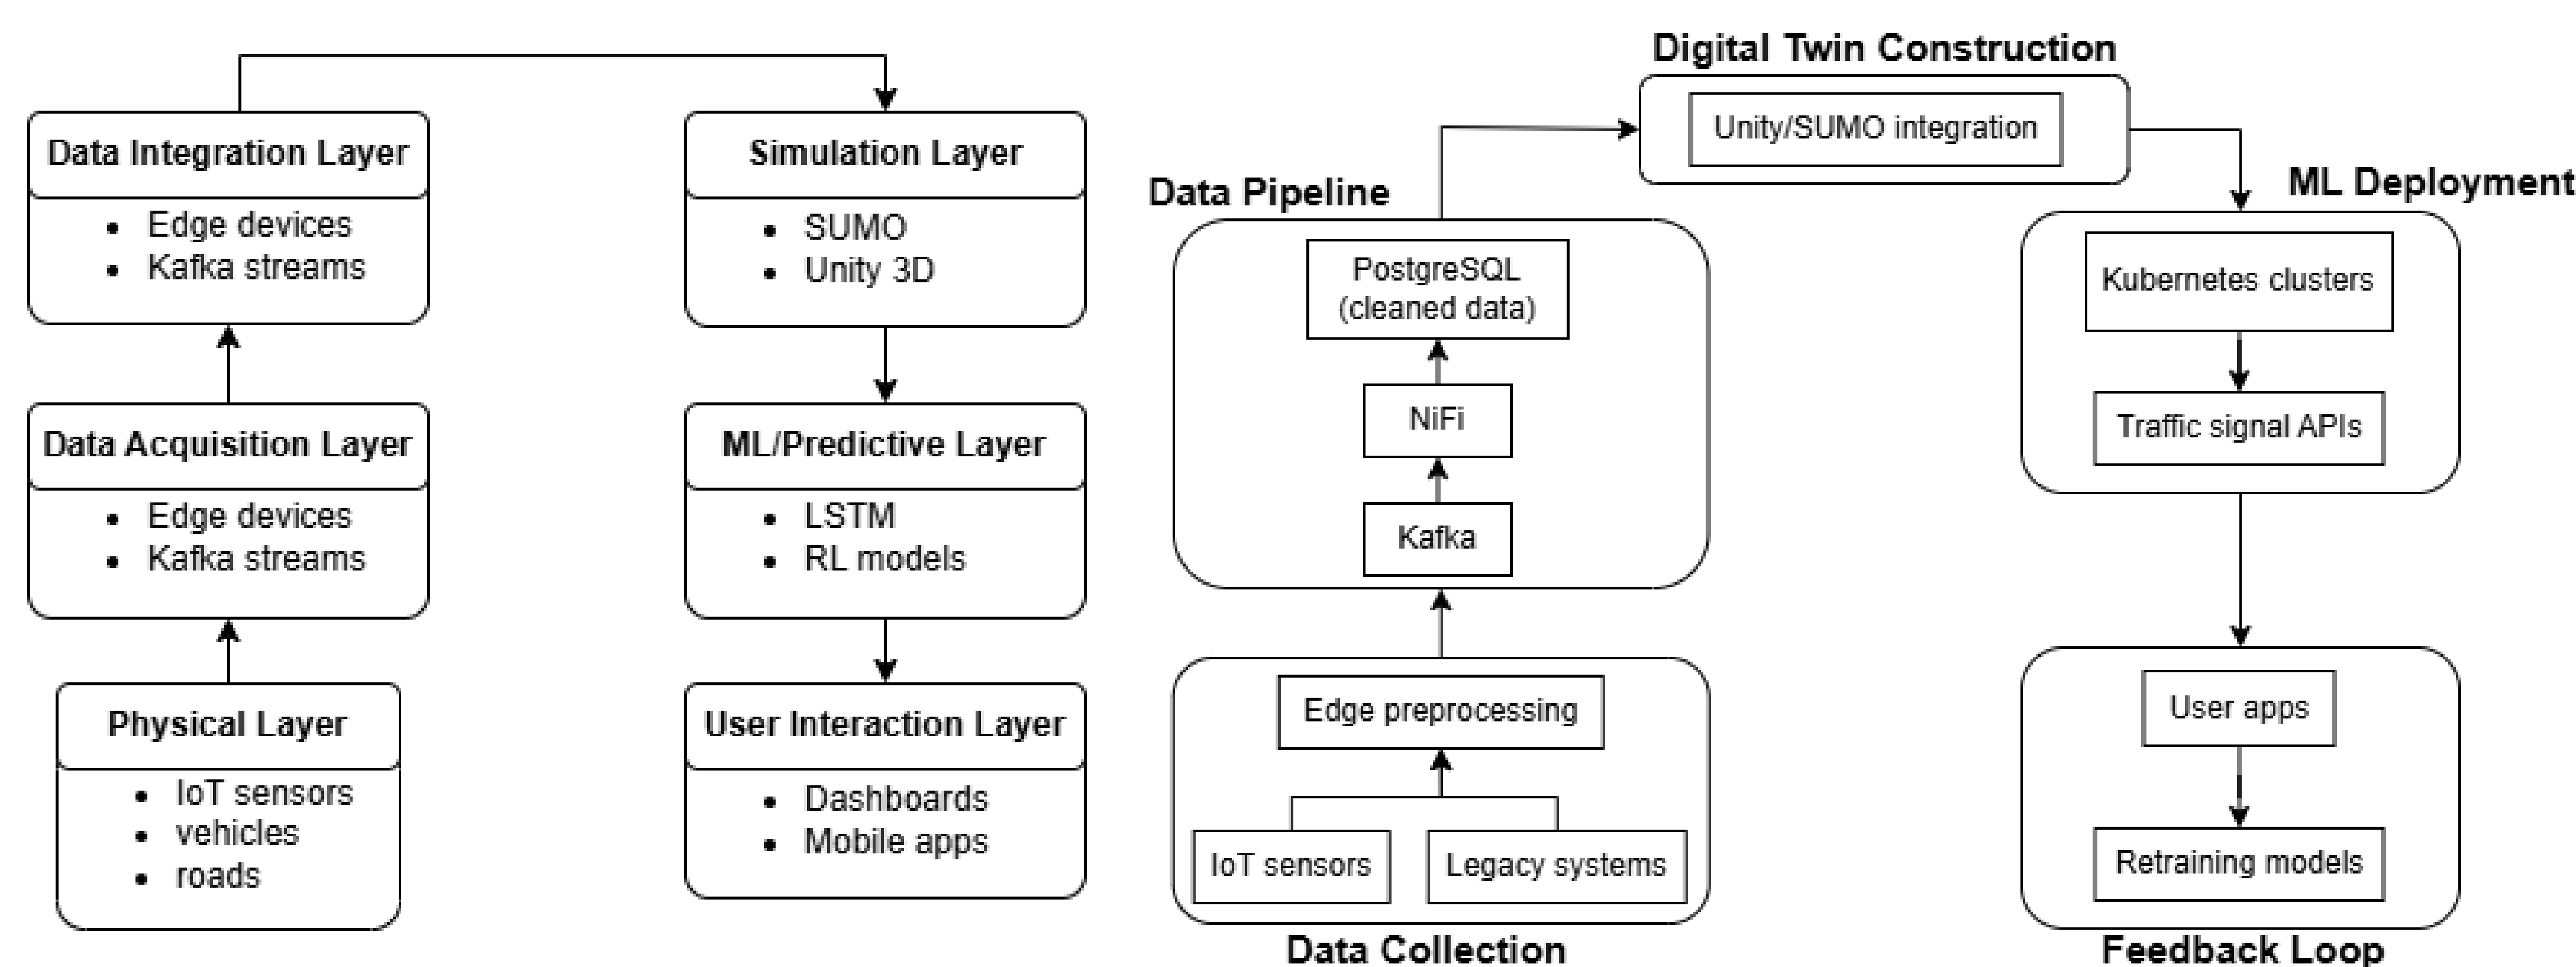 Data Integration Layer
• Edge devices
• Kafka streams
Data Acquisition Layer
• Edge devices
• Kafka streams
Physical Layer
• IoT sensors
• vehicles
• roads
Simulation Layer
• SUMO
• Unity 3D
ML/Predictive Layer
• LSTM
• RL models
User Interaction Layer
• Dashboards
• Mobile apps
Data Pipeline
PostgreSQL
(cleaned data)
NiFi
Kafka
Edge preprocessing
IoT sensors
Legacy systems
Data Collection
Digital Twin Construction
Unity/SUMO integration
ML Deployment
Kubernetes clusters
Traffic signal APIs
User apps
Retraining models
Feedback Loop